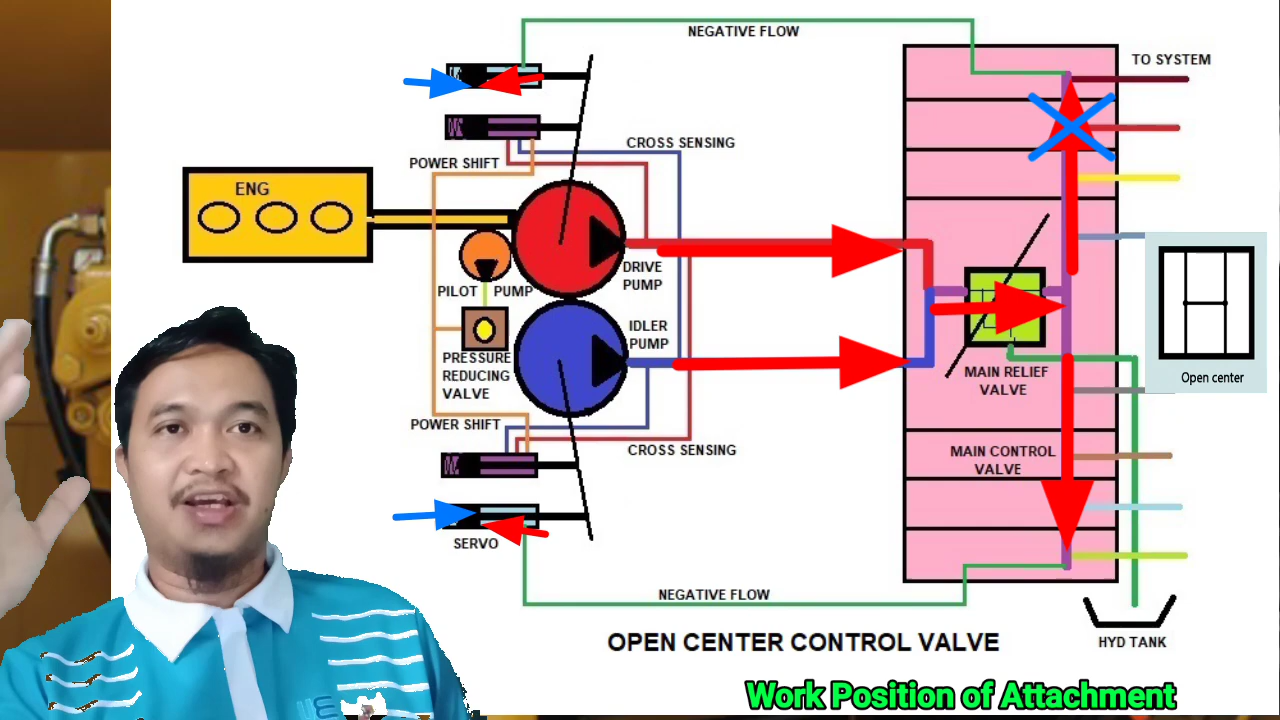 NEGATIVE FLOW
TO SYSTEM
CROSS SENSING
POWER SHIFT
ENG
DRIVE
PUMP
PILOT PUMP
IDLER
PUMP
PRESSURE
REDUCING
VALVE
MAIN RELIEF
VALVE
Open center
POWER SHIFT
CROSS SENSING
MAIN CONTROL
VALVE
SERVO
NEGATIVE FLOW
HYD TANK
OPEN CENTER CONTROL VALVE
Work Position of Attachment